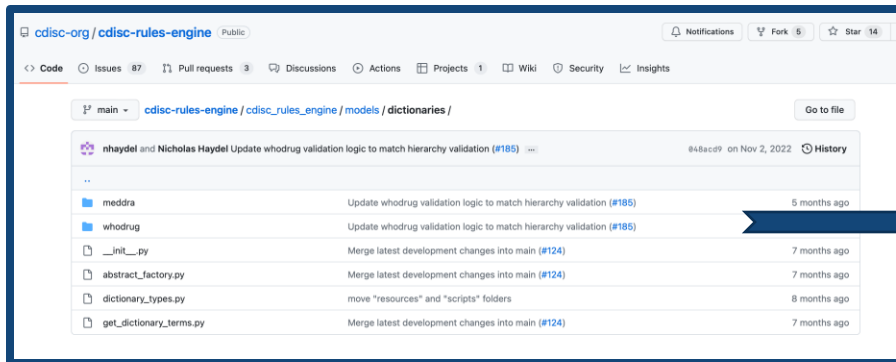 cdisc-org / cdisc-rules-engine Public
Notifications Fork 5 Star 14
Code Issues 87 Pull requests 3 Discussions Actions Projects 1 Wiki Security Insights
main cdisc-rules-engine / cdisc_rules_engine / models / dictionaries / Go to file
nhaydel and Nicholas Haydel Update whodrug validation logic to match hierarchy validation (#185) ... 048acd9 on Nov 2, 2022 History
..
meddra Update whodrug validation logic to match hierarchy validation (#185) 5 months ago
whodrug Update whodrug validation logic to match hierarchy validation (#185)
__init__.py Merge latest development changes into main (#124) 7 months ago
abstract_factory.py Merge latest development changes into main (#124) 7 months ago
dictionary_types.py move "resources" and "scripts" folders 8 months ago
get_dictionary_terms.py Merge latest development changes into main (#124) 7 months ago